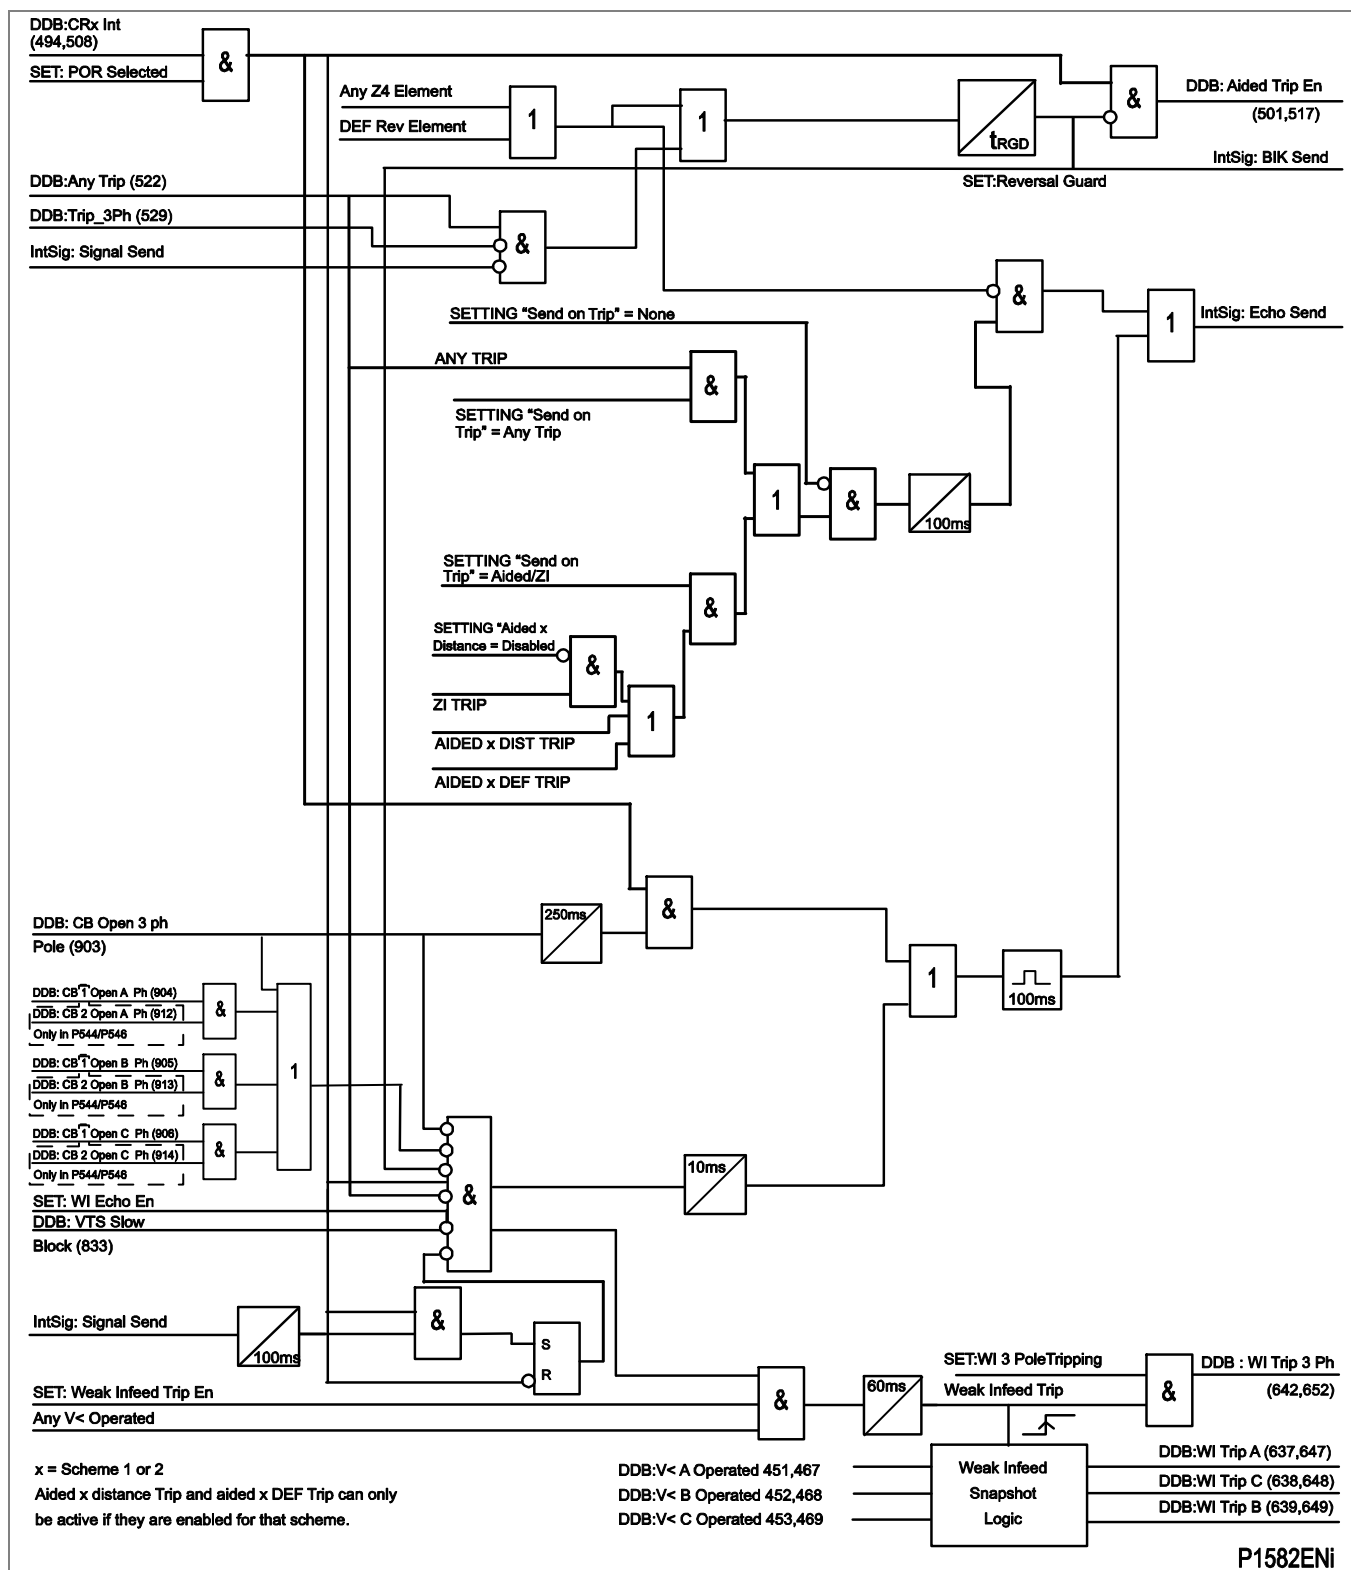 DDB:CRx Int
(494,508)
SET: POR Selected
&
Any Z4 Element
DEF Rev Element
1
1
tRGD
&
DDB: Aided Trip En
(501,517)
IntSig: BIK Send
SET:Reversal Guard
DDB:Any Trip (522)
DDB:Trip_3Ph (529)
IntSig: Signal Send
&
SETTING "Send on Trip" = None
&
1
IntSig: Echo Send
ANY TRIP
&
SETTING "Send on
Trip" = Any Trip
1
&
100ms
SETTING "Send on
Trip" = Aided/ZI
&
SETTING "Aided x
Distance = Disabled
&
ZI TRIP
1
AIDED x DIST TRIP
AIDED x DEF TRIP
DDB: CB Open 3 ph
Pole (903)
250ms
&
1
100ms
DDB: CB 1 Open A Ph (904)
DDB: CB 2 Open A Ph (912)
Only in P544/P546
&
DDB: CB 1 Open B Ph (905)
DDB: CB 2 Open B Ph (913)
Only in P544/P546
&
1
DDB: CB 1 Open C Ph (906)
DDB: CB 2 Open C Ph (914)
Only in P544/P546
&
SET: WI Echo En
DDB: VTS Slow
Block (833)
&
10ms
IntSig: Signal Send
100ms
&
S
R
SET: Weak Infeed Trip En
Any V< Operated
&
60ms
SET:WI 3 PoleTripping
Weak Infeed Trip
&
DDB : WI Trip 3 Ph
(642,652)
x = Scheme 1 or 2
Aided x distance Trip and aided x DEF Trip can only
be active if they are enabled for that scheme.
DDB:V< A Operated 451,467
DDB:V< B Operated 452,468
DDB:V< C Operated 453,469
Weak Infeed
Snapshot
Logic
DDB:WI Trip A (637,647)
DDB:WI Trip C (638,648)
DDB:WI Trip B (639,649)
P1582ENi